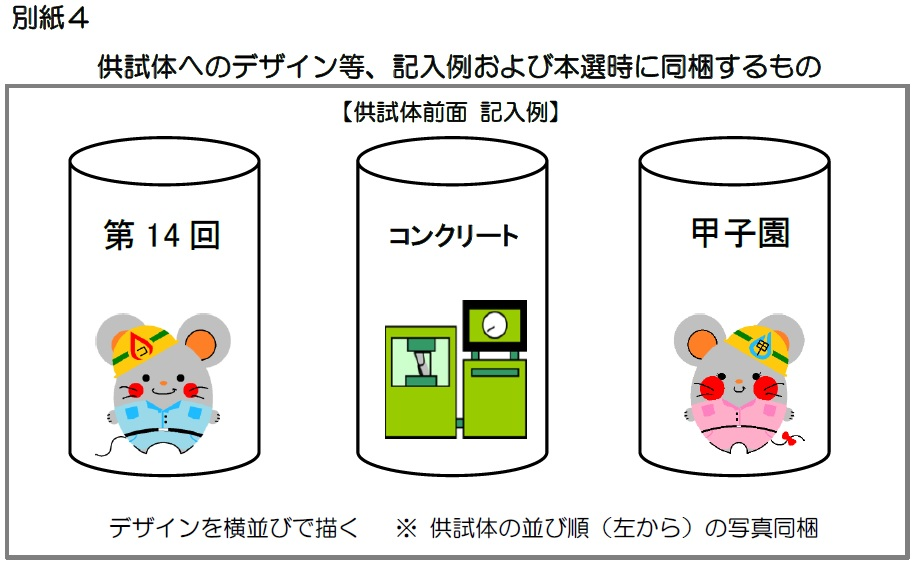 別紙４
供試体へのデザイン等、記入例および本選時に同梱するもの
【供試体前面 記入例】
第 14 回
コンクリート
甲子園
コ
甲
デザインを横並びで描く ※ 供試体の並び順（左から）の写真同梱